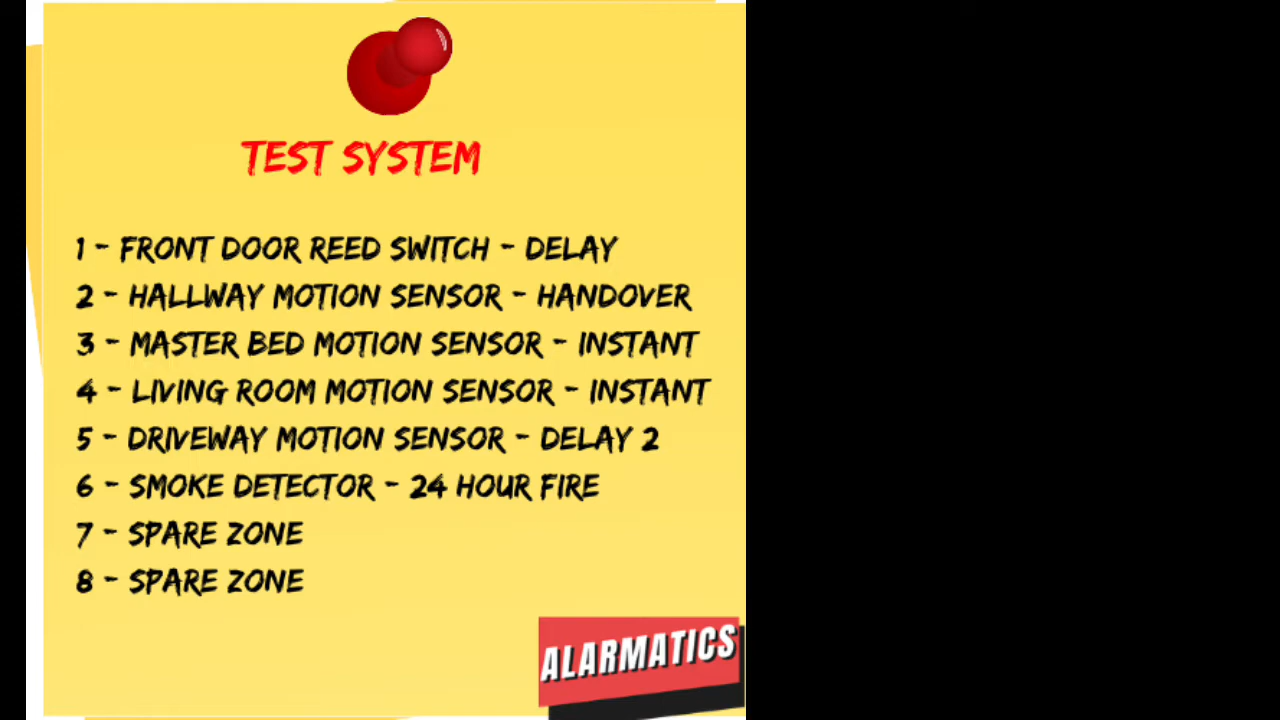 TEST SYSTEM
1 - FRONT DOOR REED SWITCH - DELAY
2 - HALLWAY MOTION SENSOR - HANDOVER
3 - MASTER BED MOTION SENSOR - INSTANT
4 - LIVING ROOM MOTION SENSOR - INSTANT
5 - DRIVEWAY MOTION SENSOR - DELAY 2
6 - SMOKE DETECTOR - 24 HOUR FIRE
7 - SPARE ZONE
8 - SPARE ZONE
ALARMATICS